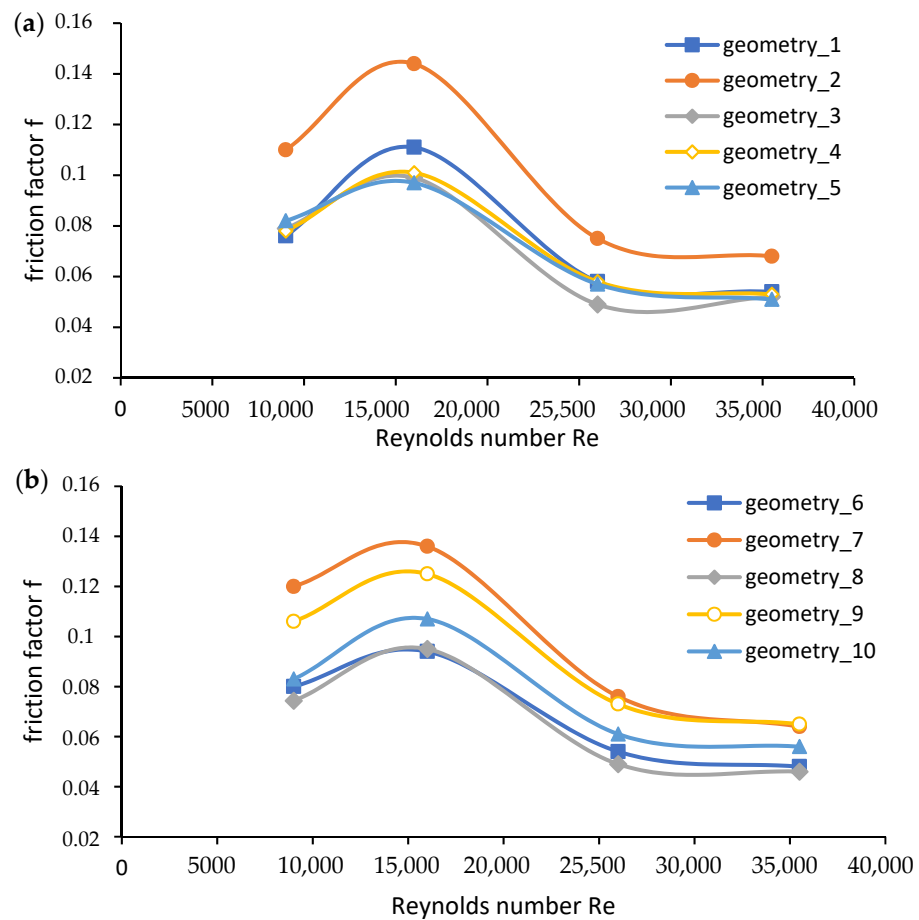 (a)
0.16
0.14
0.12
0.1
0.08
0.06
0.04
0.02
friction factor f
geometry_1
geometry_2
geometry_3
geometry_4
geometry_5
0 5000 10,000 15,000 20,000 25,500 30,000 35,000 40,000
Reynolds number Re
(b)
0.16
0.14
0.12
0.1
0.08
0.06
0.04
0.02
friction factor f
geometry_6
geometry_7
geometry_8
geometry_9
geometry_10
0 5000 10,000 15,000 20,000 25,500 30,000 35,000 40,000
Reynolds number Re